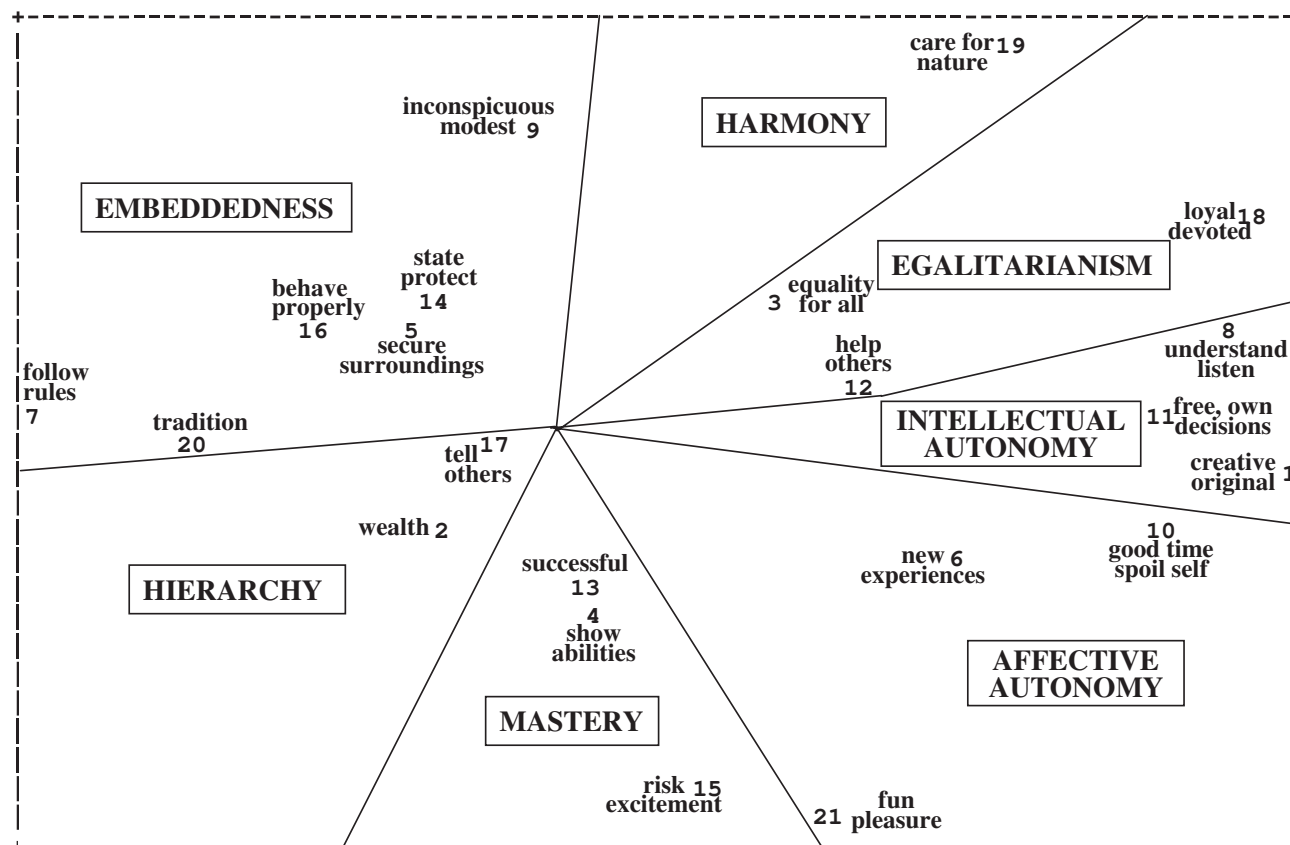 care for 19
nature
inconspicuous
modest 9
HARMONY
EMBEDDEDNESS
loyal 18
devoted
state
protect
14
EGALITARIANISM
behave
properly
16
equality
3 for all
5
secure
surroundings
help
others
12
8
understand
listen
follow
rules
7
tradition
20
INTELLECTUAL
AUTONOMY
11 free, own
decisions
tell 17
others
creative
original 1
wealth 2
10
good time
spoil self
new 6
experiences
successful
13
HIERARCHY
4
show
abilities
AFFECTIVE
AUTONOMY
MASTERY
risk 15
excitement
21 fun
pleasure